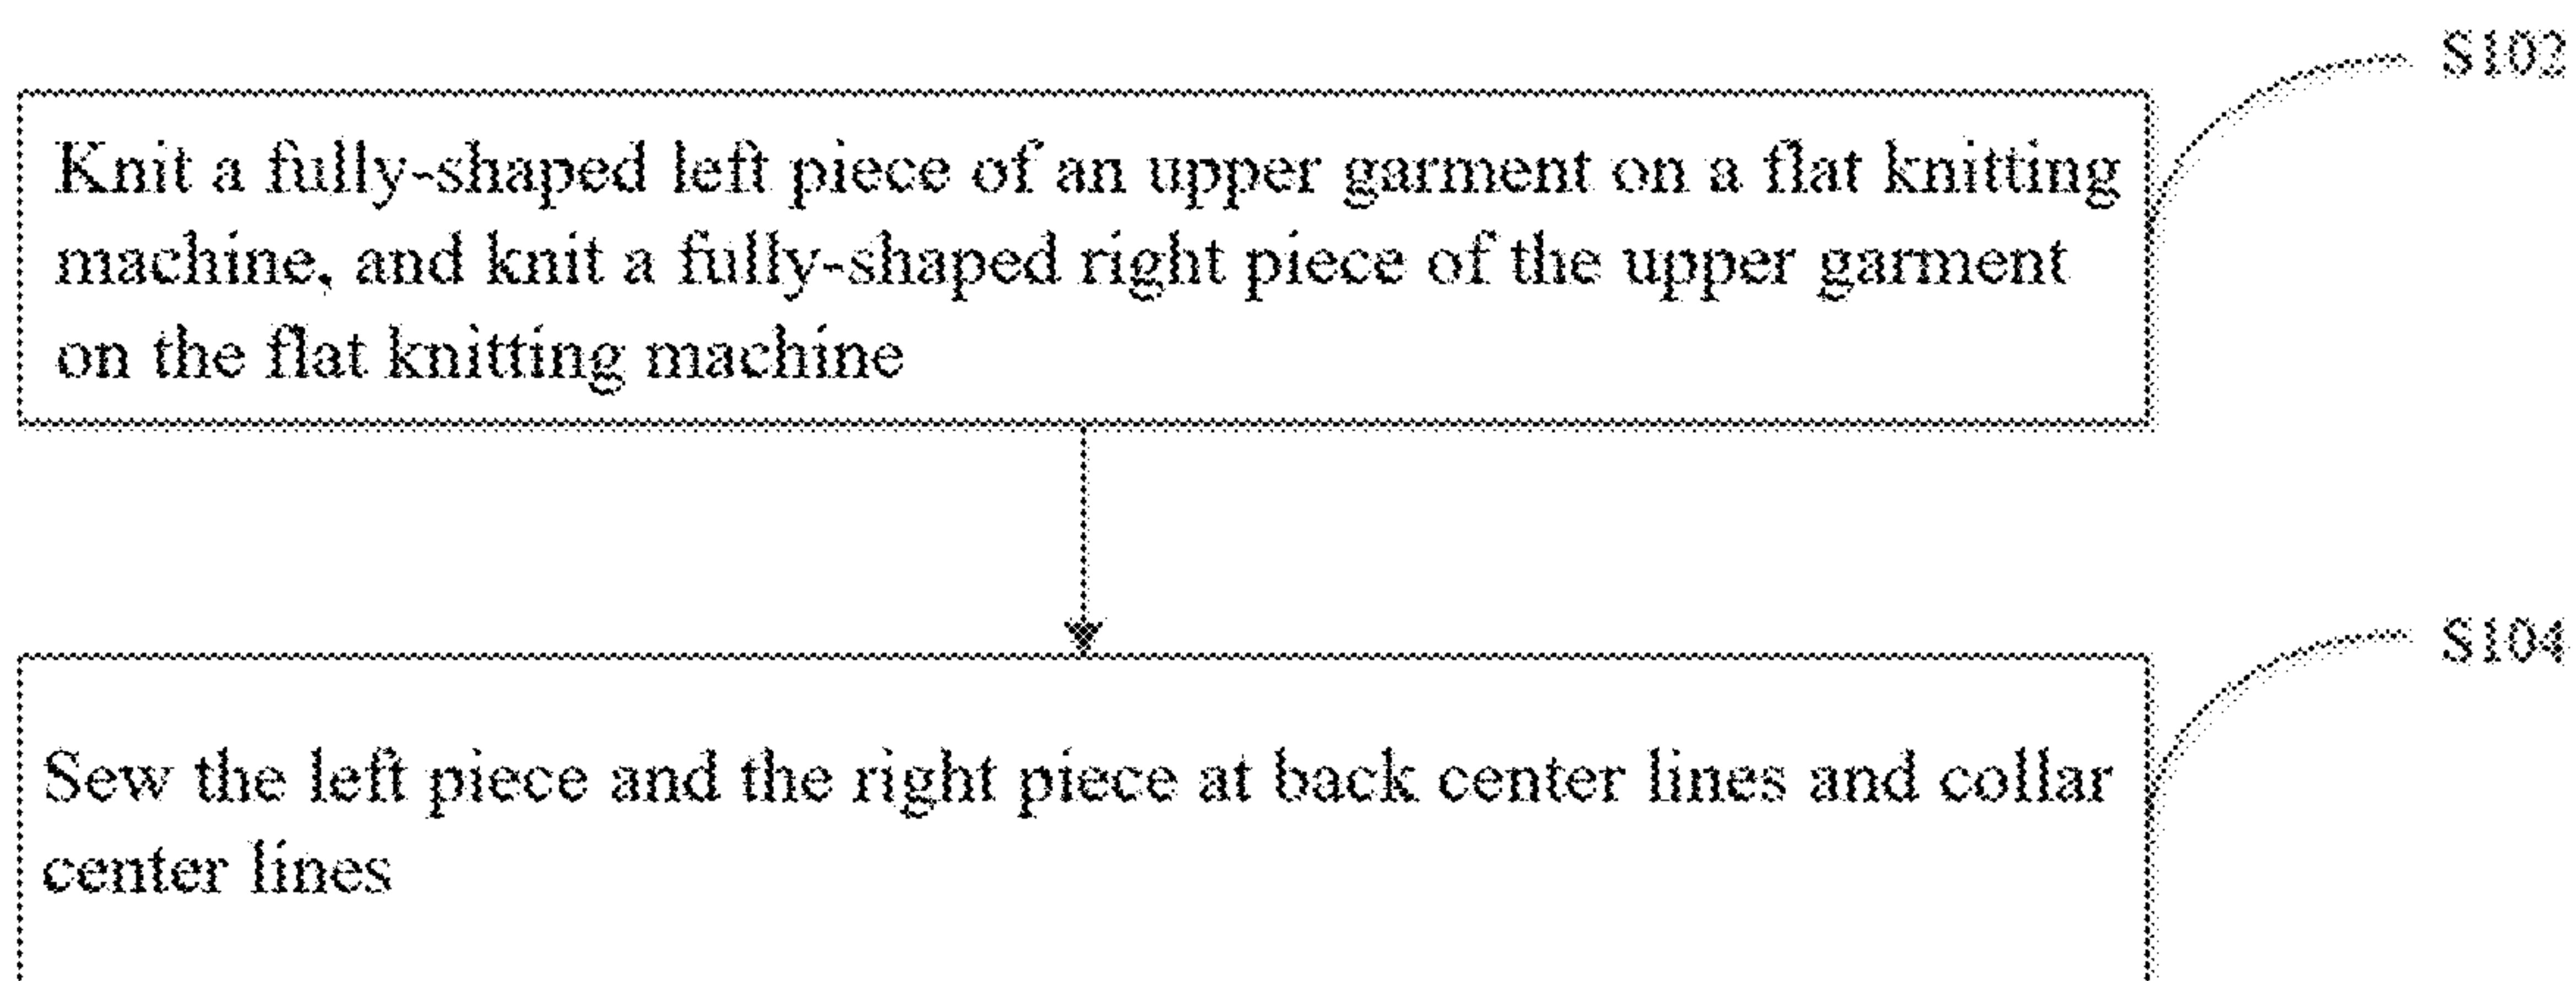 S102
Knit a fully-shaped left piece of an upper garment on a flat knitting
machine, and knit a fully-shaped right piece of the upper garment
on the flat knitting machine
S104
Sew the left piece and the right piece at back center lines and collar
center lines